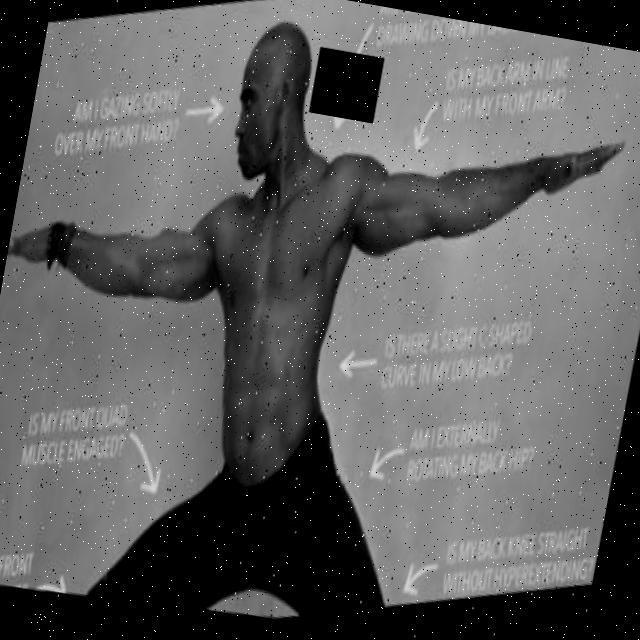 AM I GAZING SOFTLY
OVER MY FRONT HAND?
IS MY BACK ARM IN LINE
WITH MY FRONT ARM?
IS THERE A SLIGHT C-SHAPED
CURVE IN MY LOW BACK?
IS MY FRONT QUAD
MUSCLE ENGAGED?
AM I EXTERNALLY
ROTATING MY BACK HIP?
IS MY BACK KNEE STRAIGHT
WITHOUT HYPEREXTENDING?